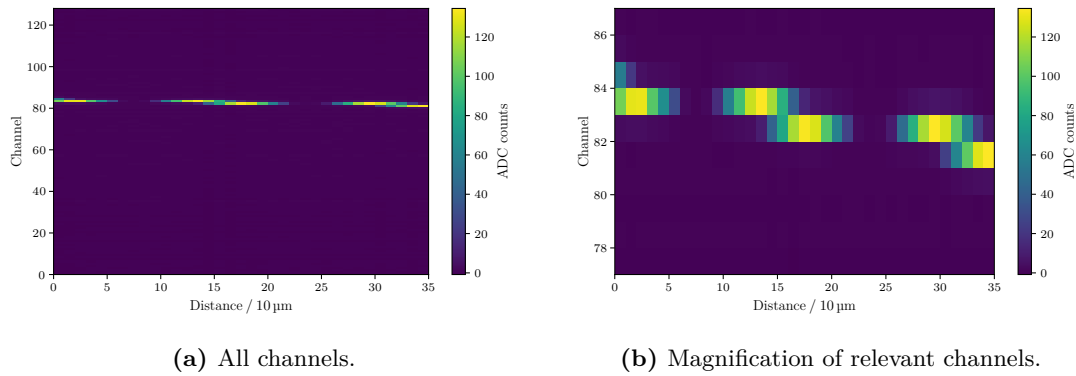 120
100
80
60
40
20
0
Channel
0 5 10 15 20 25 30 35
Distance / 10 µm
120
100
80
60
40
20
0
ADC counts
(a) All channels.
86
84
82
80
78
Channel
0 5 10 15 20 25 30 35
Distance / 10 µm
120
100
80
60
40
20
0
ADC counts
(b) Magnification of relevant channels.